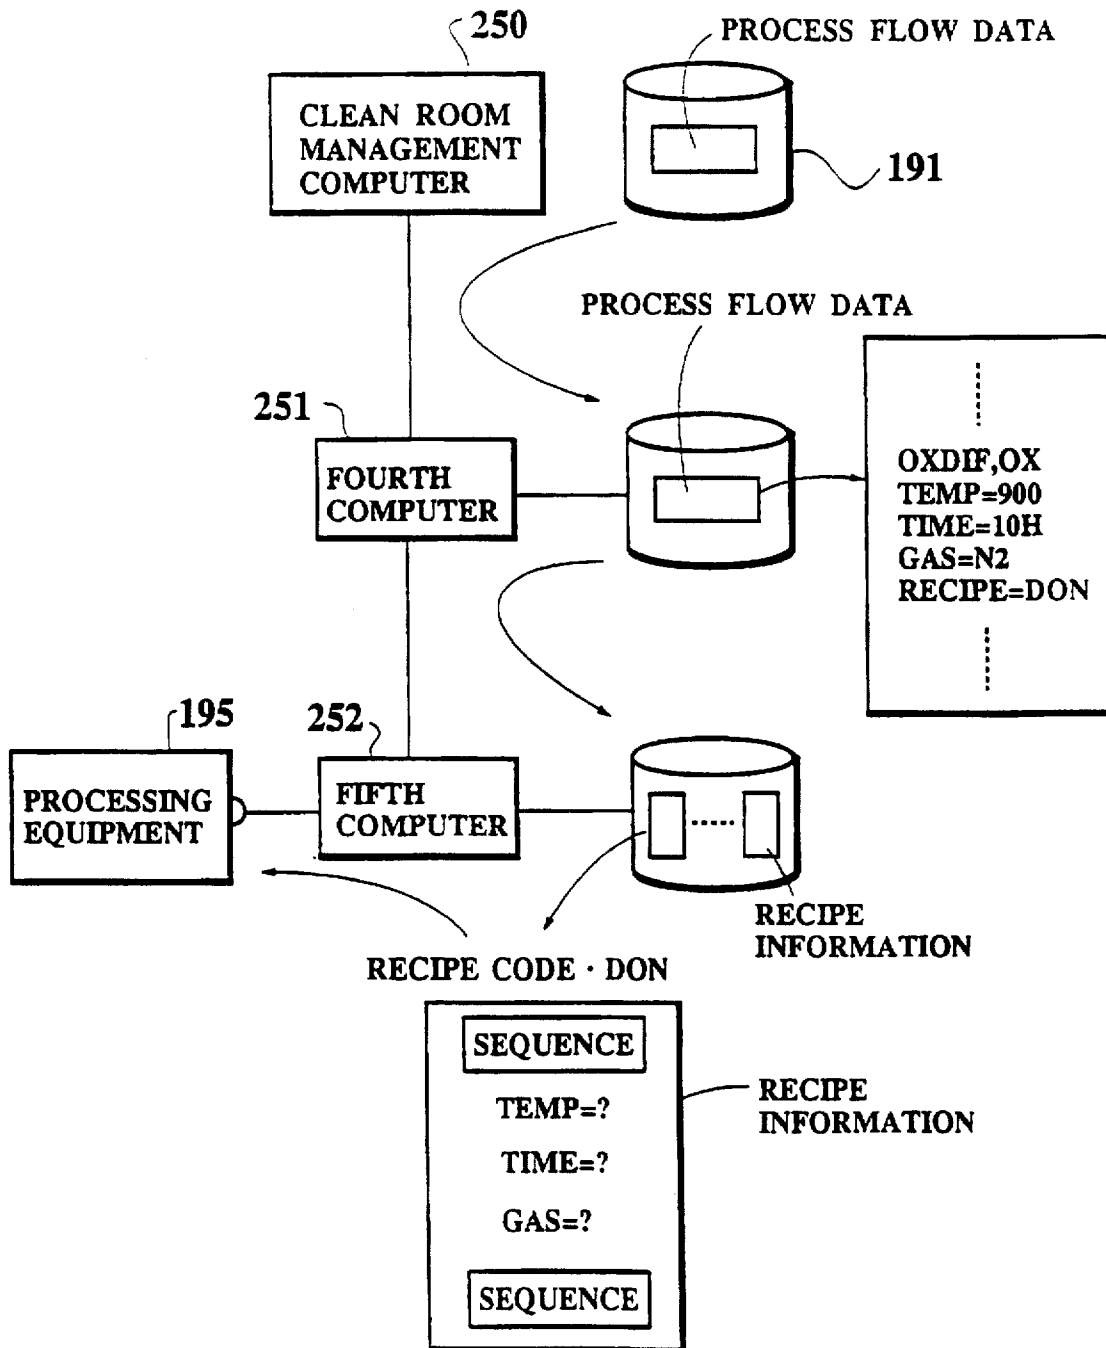 250
PROCESS FLOW DATA
CLEAN ROOM
MANAGEMENT
COMPUTER
191
PROCESS FLOW DATA
251
FOURTH
COMPUTER
OXDIF,OX
TEMP=900
TIME=10H
GAS=N2
RECIPE=DON
195
252
PROCESSING
EQUIPMENT
FIFTH
COMPUTER
RECIPE
INFORMATION
RECIPE CODE · DON
SEQUENCE
TEMP=?
TIME=?
GAS=?
SEQUENCE
RECIPE
INFORMATION